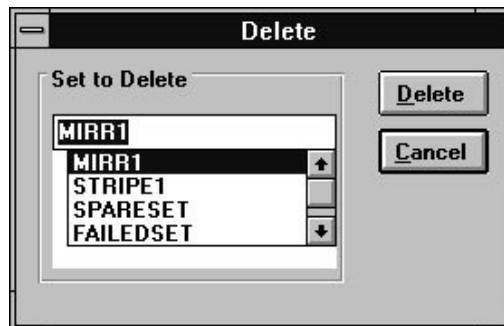 Delete
Set to Delete
MIRR1
MIRR1
STRIPE1
SPARESET
FAILEDSET
Delete
Cancel